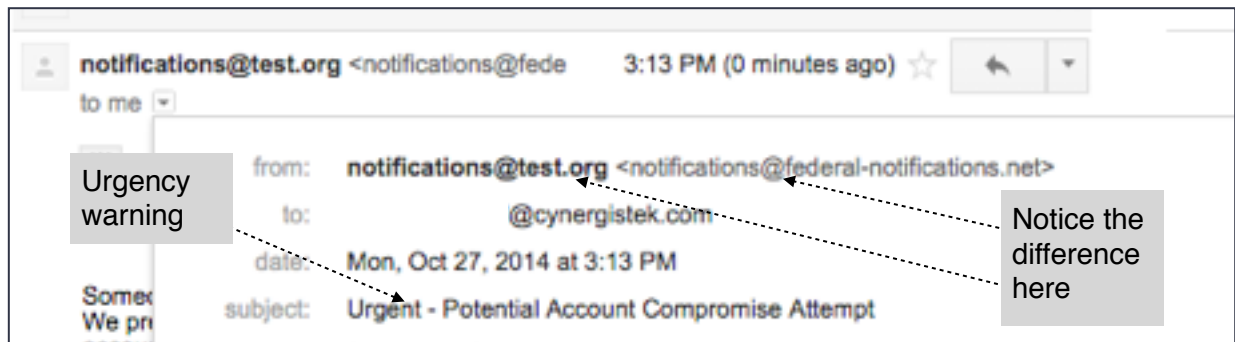 notifications@test.org <notifications@fede 3:13 PM (0 minutes ago)
to me
from: notifications@test.org <notifications@federal-notifications.net>
Urgency
warning
to: @cynergistek.com
Notice the
difference
here
date: Mon, Oct 27, 2014 at 3:13 PM
subject: Urgent - Potential Account Compromise Attempt
We